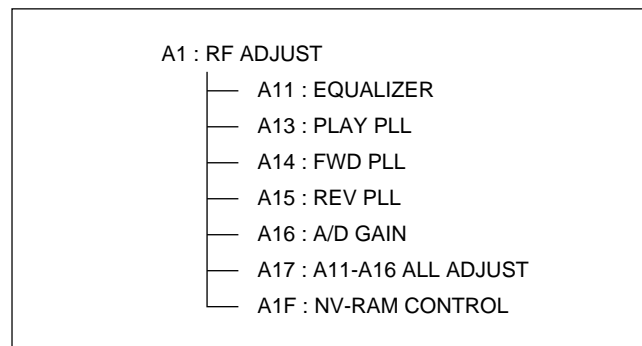 A1 : RF ADJUST
A11 : EQUALIZER
A13 : PLAY PLL
A14 : FWD PLL
A15 : REV PLL
A16 : A/D GAIN
A17 : A11-A16 ALL ADJUST
A1F : NV-RAM CONTROL